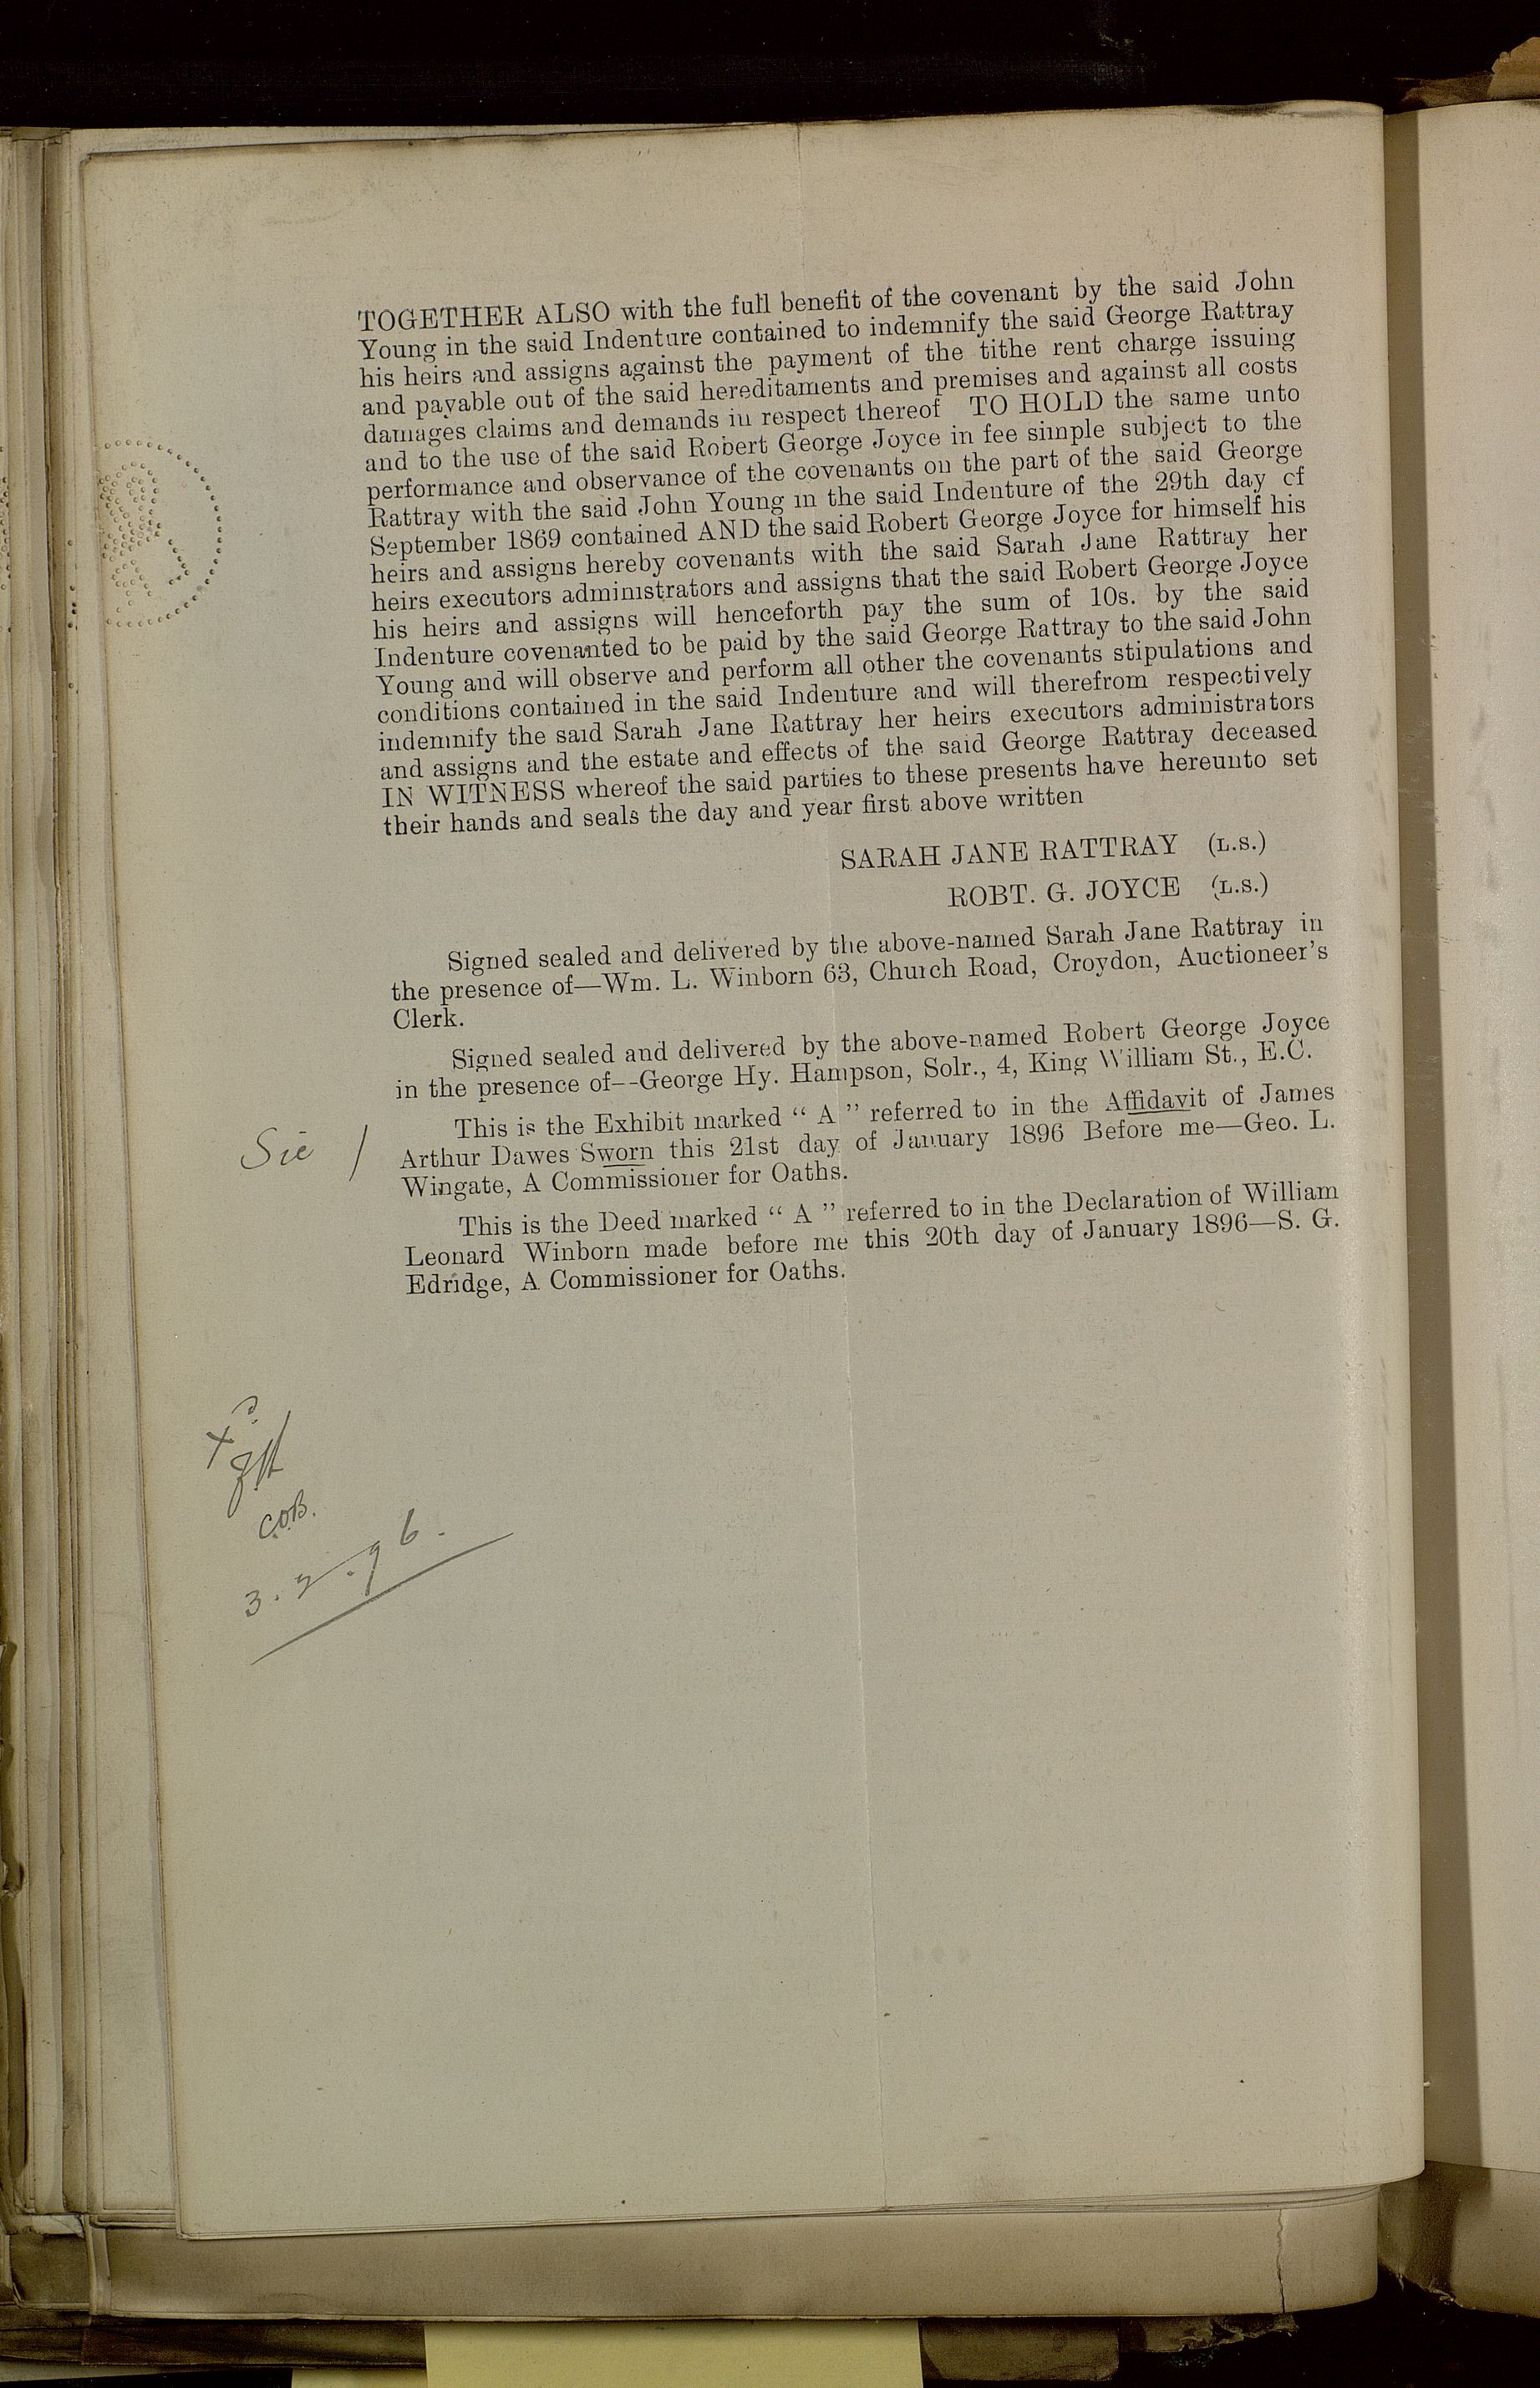 TOGETHER ALSO with the full benefit of the covenant by the said John
Young in the said Indenture contained to indemnify the said George Rattray
his heirs and assigns against the payment of the tithe rent charge issuing
and payable out of the said hereditaments and premises and against all costs
damages claims and demands in respect thereof TO HOLD the same unto
and to the use of the said Robert George Joyce in fee simple subject to the
performance and observance of the covenants on the part of the said George
Rattray with the said John Young in the said Indenture of the 29th day cf
September 1869 contained AND the said Robert George Joyce for himself his
heirs and assigns hereby covenants with the said Sarah Jane Rattray her
heirs executors administrators and assigns that the said Robert George Joyce
his heirs and assigns will henceforth pay the sum of 10s. by the said
Indenture covenanted to be paid by the said George Rattray to the said John
Young and will observe and perform all other the covenants stipulations and
conditions contained in the said Indenture and will therefrom respectively
indemnify the said Sarah Jane Rattray her heirs executors administrators
and assigns and the estate and effects of the said George Rattray deceased
IN WITNESS whereof the said parties to these presents have hereunto set
their hands and seals the day and year first above written
SARAH JANE RATTRAY (L.S.)
ROBT. G. JOYCE (L.S.)
Signed sealed and delivered by the above-named Sarah Jane Rattray in
the presence of—Wm. L. Winborn 63, Church Road, Croydon, Auctioneer's
Clerk.
Signed sealed and delivered by the above-named Robert George Joyce
in the presence of--George Hy. Hampson, Solr., 4, King William St., E.C.
This is the Exhibit marked “ A ” referred to in the Affidavit of James
Sic /
Arthur Dawes Sworn this 21st day of January 1896 Before me—Geo. L.
Wingate, A Commissioner for Oaths.
This is the Deed marked “ A ” referred to in the Declaration of William
Leonard Winborn made before me this 20th day of January 1896—S. G.
Edridge, A Commissioner for Oaths.
C.O.B.
3.2.96.